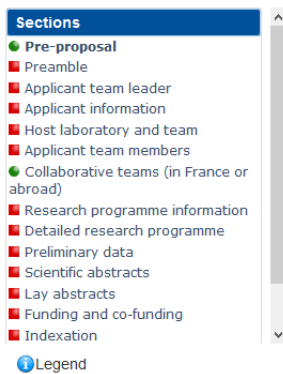 Sections
Pre-proposal
Preamble
Applicant team leader
Applicant information
Host laboratory and team
Applicant team members
Collaborative teams (in France or
abroad)
Research programme information
Detailed research programme
Preliminary data
Scientific abstracts
Lay abstracts
Funding and co-funding
Indexation
Legend